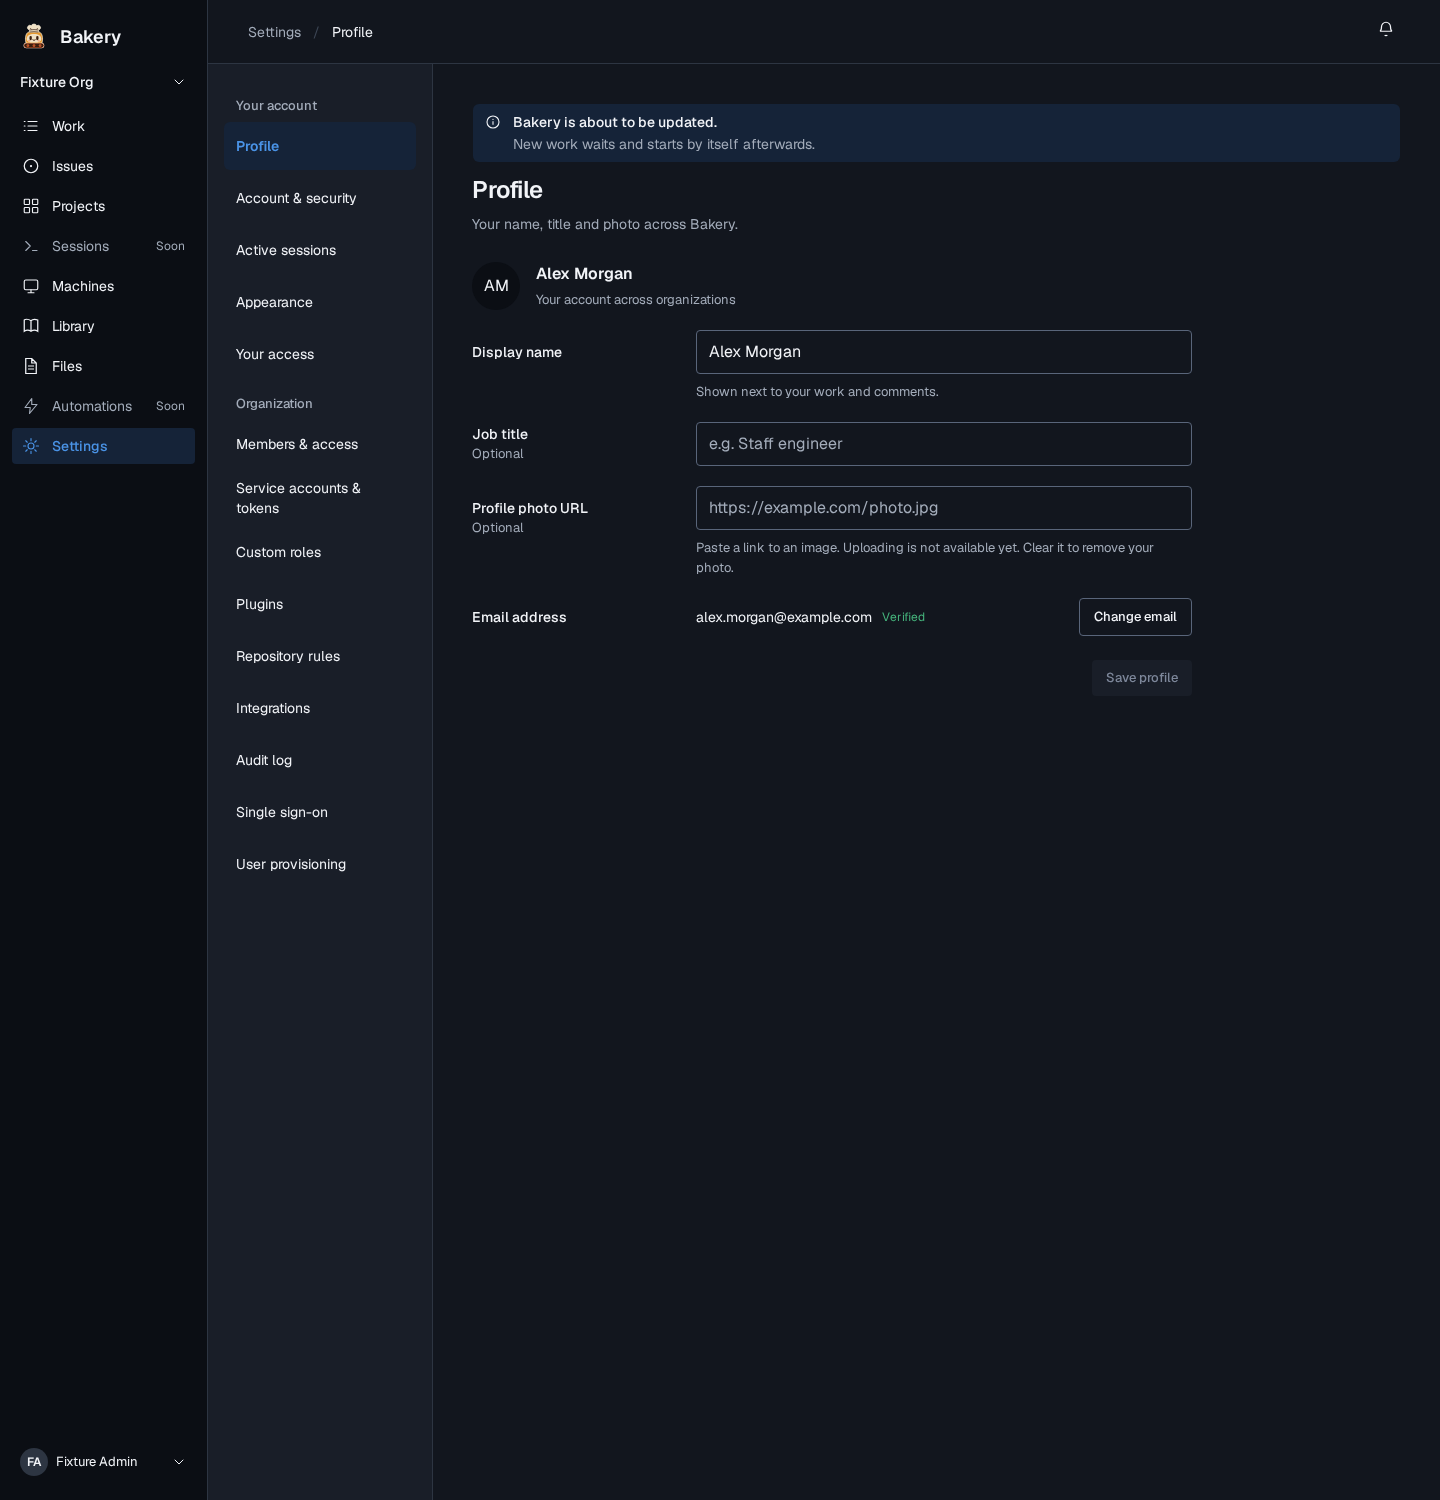 Bakery
Fixture Org
Work
Issues
Projects
Sessions Soon
Machines
Library
Files
Automations Soon
Settings
FA Fixture Admin
Settings / Profile
Your account
Profile
Account & security
Active sessions
Appearance
Your access
Organization
Members & access
Service accounts &
tokens
Custom roles
Plugins
Repository rules
Integrations
Audit log
Single sign-on
User provisioning
Bakery is about to be updated.
New work waits and starts by itself afterwards.
Profile
Your name, title and photo across Bakery.
AM
Alex Morgan
Your account across organizations
Display name
Alex Morgan
Shown next to your work and comments.
Job title
Optional
e.g. Staff engineer
Profile photo URL
Optional
https://example.com/photo.jpg
Paste a link to an image. Uploading is not available yet. Clear it to remove your
photo.
Email address
alex.morgan@example.com Verified
Change email
Save profile